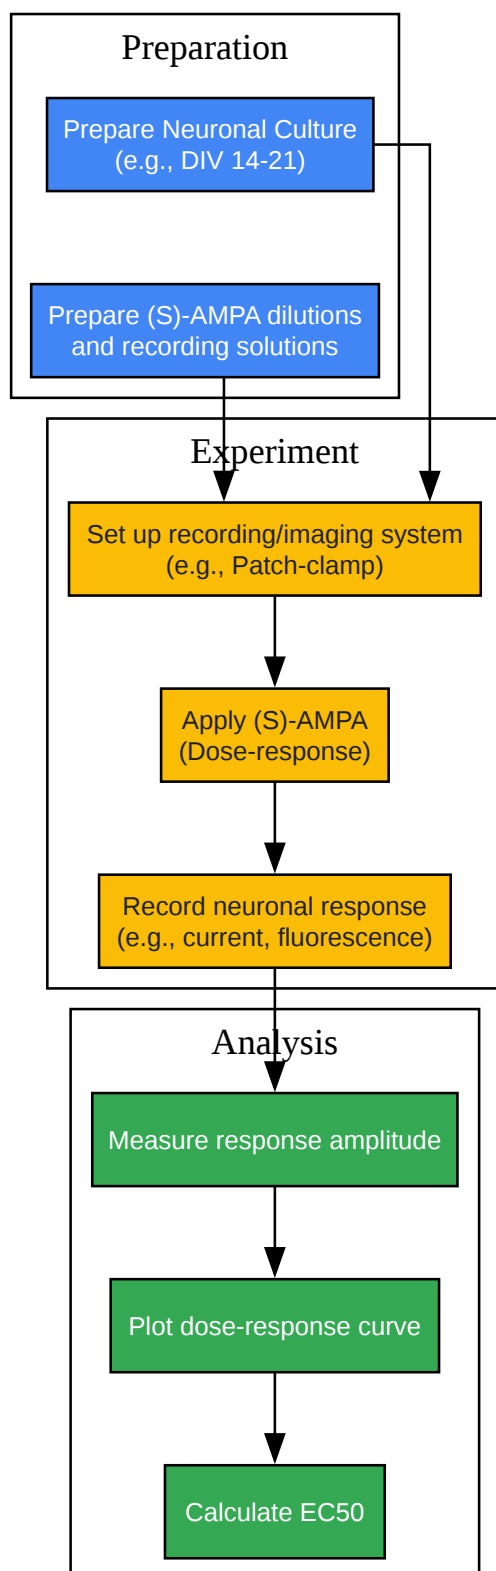 Preparation
Prepare Neuronal Culture
(e.g., DIV 14-21)
Prepare (S)-AMPA dilutions
and recording solutions
Experiment
Set up recording/imaging system
(e.g., Patch-clamp)
Apply (S)-AMPA
(Dose-response)
Record neuronal response
(e.g., current, fluorescence)
Analysis
Measure response amplitude
Plot dose-response curve
Calculate EC50